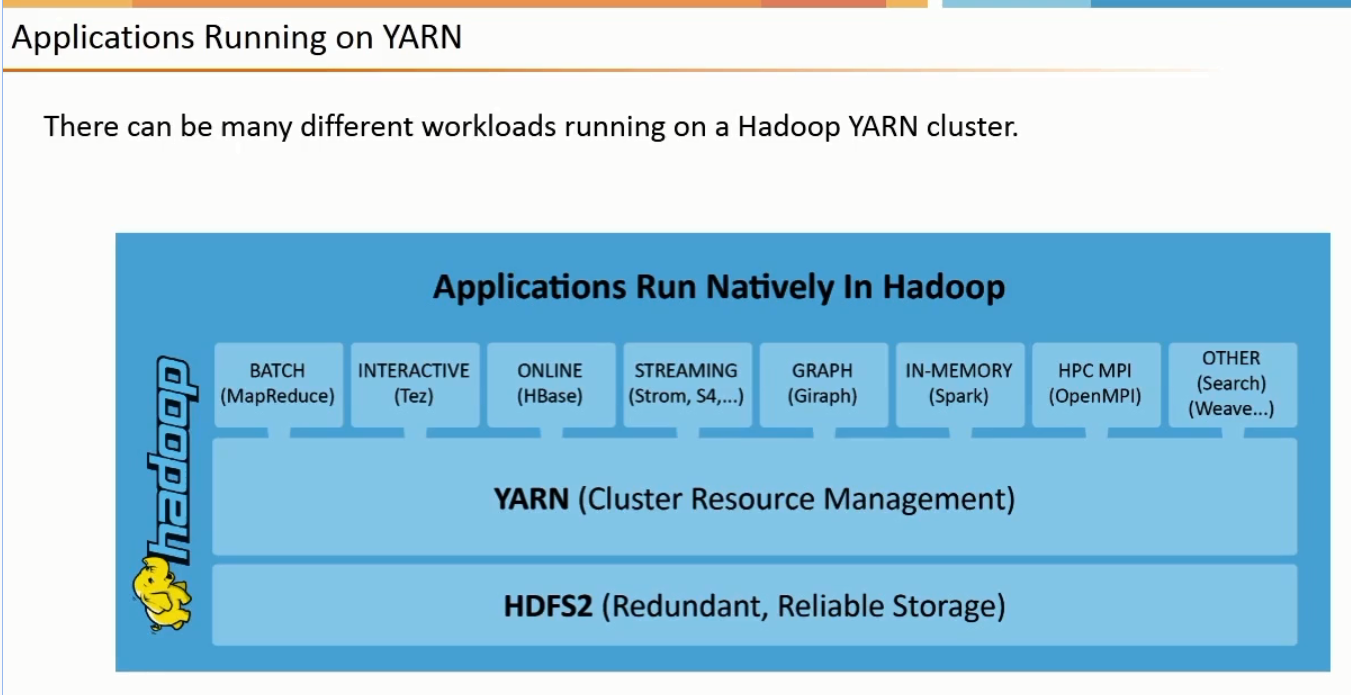 Applications Running on YARN
There can be many different workloads running on a Hadoop YARN cluster.
Applications Run Natively In Hadoop
hadoop
BATCH
(MapReduce)
INTERACTIVE
(Tez)
ONLINE
(HBase)
STREAMING
(Strom, S4,...)
GRAPH
(Giraph)
IN-MEMORY
(Spark)
HPC MPI
(OpenMPI)
OTHER
(Search)
(Weave...)
YARN (Cluster Resource Management)
HDFS2 (Redundant, Reliable Storage)